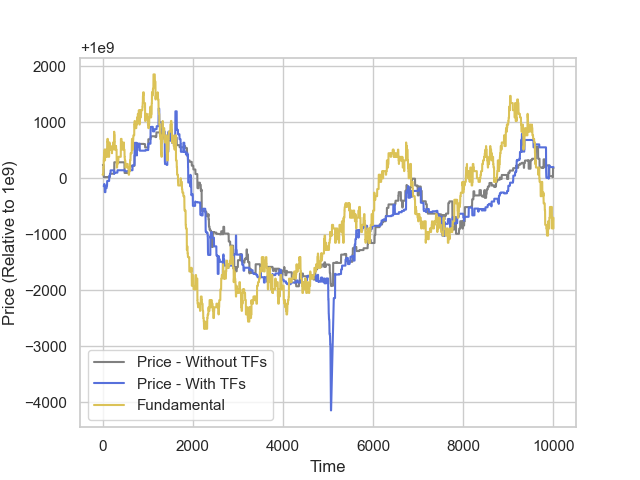 +1e9
2000
1000
0
−1000
−2000
−3000
−4000
Price (Relative to 1e9)
Price - Without TFs
Price - With TFs
Fundamental
0 2000 4000 6000 8000 10000
Time